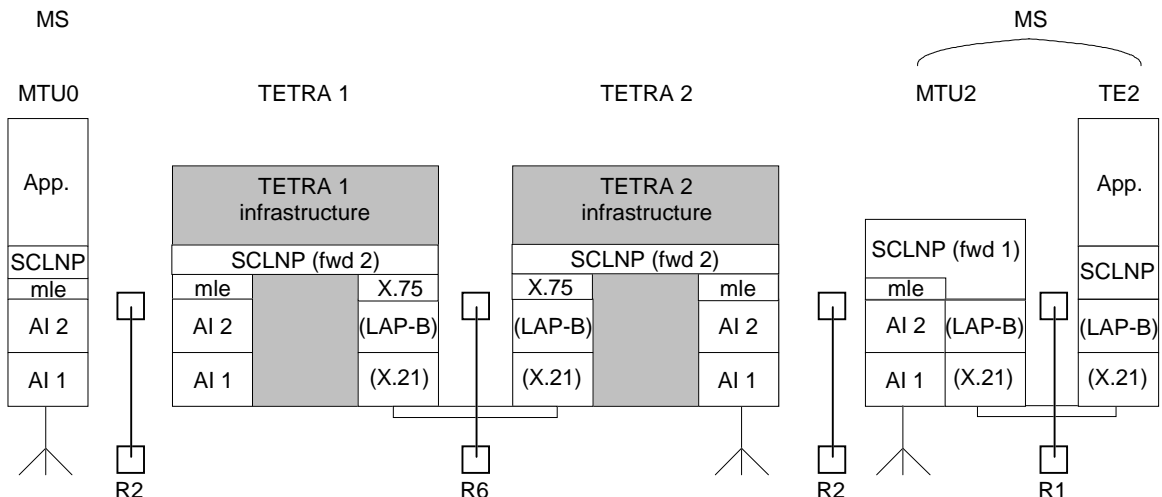 MS
MS
MTU0
TETRA 1
TETRA 2
MTU2
TE2
App.
TETRA 1
infrastructure
TETRA 2
infrastructure
App.
SCLNP
SCLNP (fwd 2)
SCLNP (fwd 2)
SCLNP (fwd 1)
SCLNP
mle
mle
X.75
X.75
mle
mle
AI 2
AI 2
(LAP-B)
(LAP-B)
AI 2
AI 2
(LAP-B)
(LAP-B)
AI 1
AI 1
(X.21)
(X.21)
AI 1
AI 1
(X.21)
(X.21)
R2
R6
R2
R1